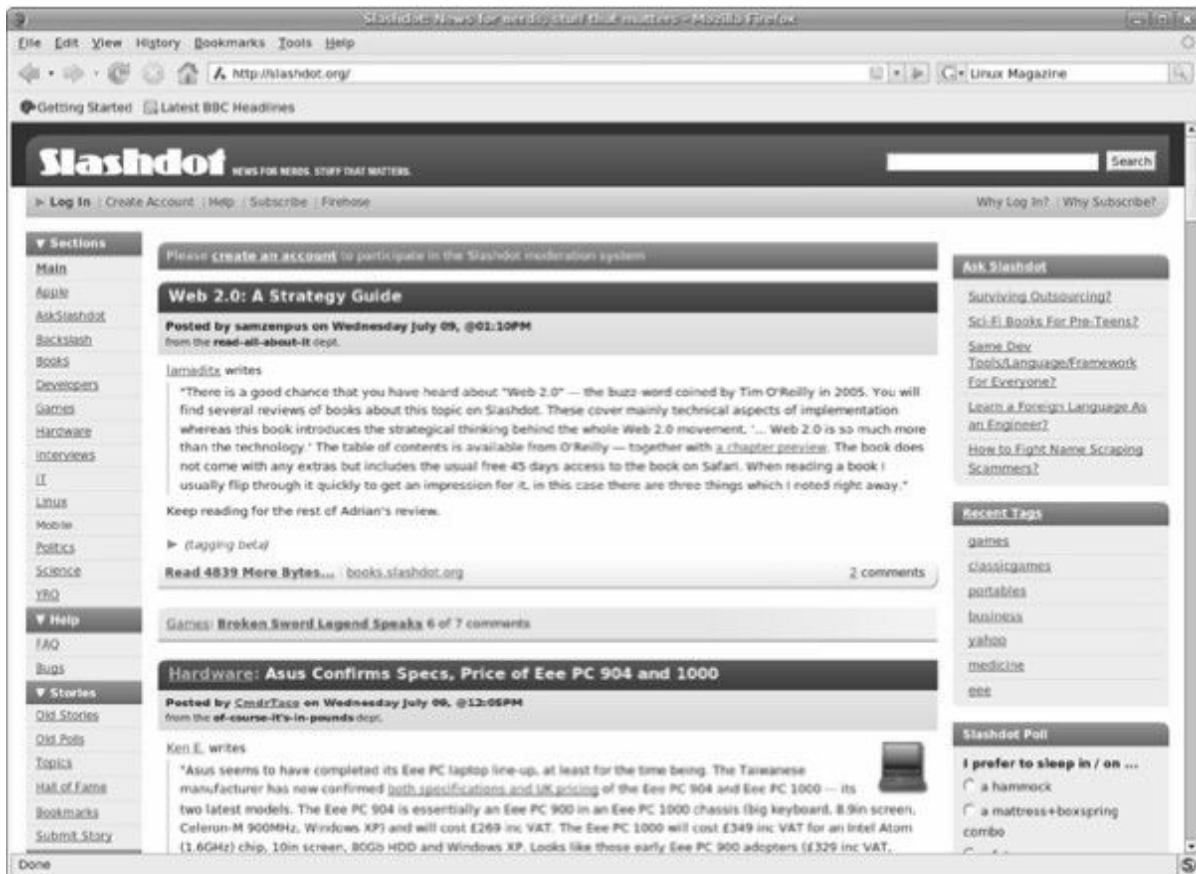 Slashdot: News for nerds, stuff that matters - Mozilla Firefox
File Edit View History Bookmarks Tools Help
http://slashdot.org/
Linux Magazine
Getting Started Latest BBC Headlines
Slashdot NEWS FOR NERDS. STUFF THAT MATTERS.
Search
Log In | Create Account | Help | Subscribe | Firehose
Why Log In? | Why Subscribe?
▼ Sections
Main
Apple
AskSlashdot
Backslash
Books
Developers
Games
Hardware
Interviews
IT
Linux
Mobile
Politics
Science
YRO
▼ Help
FAQ
Bugs
▼ Stories
Old Stories
Old Polls
Topics
Hall of Fame
Bookmarks
Submit Story
Please create an account to participate in the Slashdot moderation system
Web 2.0: A Strategy Guide
Posted by samzenpus on Wednesday July 09, @01:10PM
from the read-all-about-it dept.
lamaditx writes
"There is a good chance that you have heard about "Web 2.0" — the buzz word coined by Tim O'Reilly in 2005. You will
find several reviews of books about this topic on Slashdot. These cover mainly technical aspects of implementation
whereas this book introduces the strategical thinking behind the whole Web 2.0 movement, '... Web 2.0 is so much more
than the technology.' The table of contents is available from O'Reilly — together with a chapter preview. The book does
not come with any extras but includes the usual free 45 days access to the book on Safari. When reading a book I
usually flip through it quickly to get an impression for it, in this case there are three things which I noted right away."
Keep reading for the rest of Adrian's review.
► (tagging beta)
Read 4839 More Bytes... | books.slashdot.org
2 comments
Games: Broken Sword Legend Speaks 6 of 7 comments
Hardware: Asus Confirms Specs, Price of Eee PC 904 and 1000
Posted by CmdrTaco on Wednesday July 09, @12:05PM
from the of-course-it's-in-pounds dept.
Ken E. writes
"Asus seems to have completed its Eee PC laptop line-up, at least for the time being. The Taiwanese
manufacturer has now confirmed both specifications and UK pricing of the Eee PC 904 and Eee PC 1000 — its
two latest models. The Eee PC 904 is essentially an Eee PC 900 in an Eee PC 1000 chassis (big keyboard, 8.9in screen,
Celeron-M 900MHz, Windows XP) and will cost £269 inc VAT. The Eee PC 1000 will cost £349 inc VAT for an Intel Atom
(1.6GHz) chip, 10in screen, 80Gb HDD and Windows XP. Looks like those early Eee PC 900 adopters (£329 inc VAT,
Ask Slashdot
Surviving Outsourcing?
Sci-Fi Books For Pre-Teens?
Same Dev
Tools/Language/Framework
For Everyone?
Learn a Foreign Language As
an Engineer?
How to Fight Name Scraping
Scammers?
Recent Tags
games
classicgames
portables
business
yahoo
medicine
eee
Slashdot Poll
I prefer to sleep in / on ...
a hammock
a mattress+boxspring
combo
Done